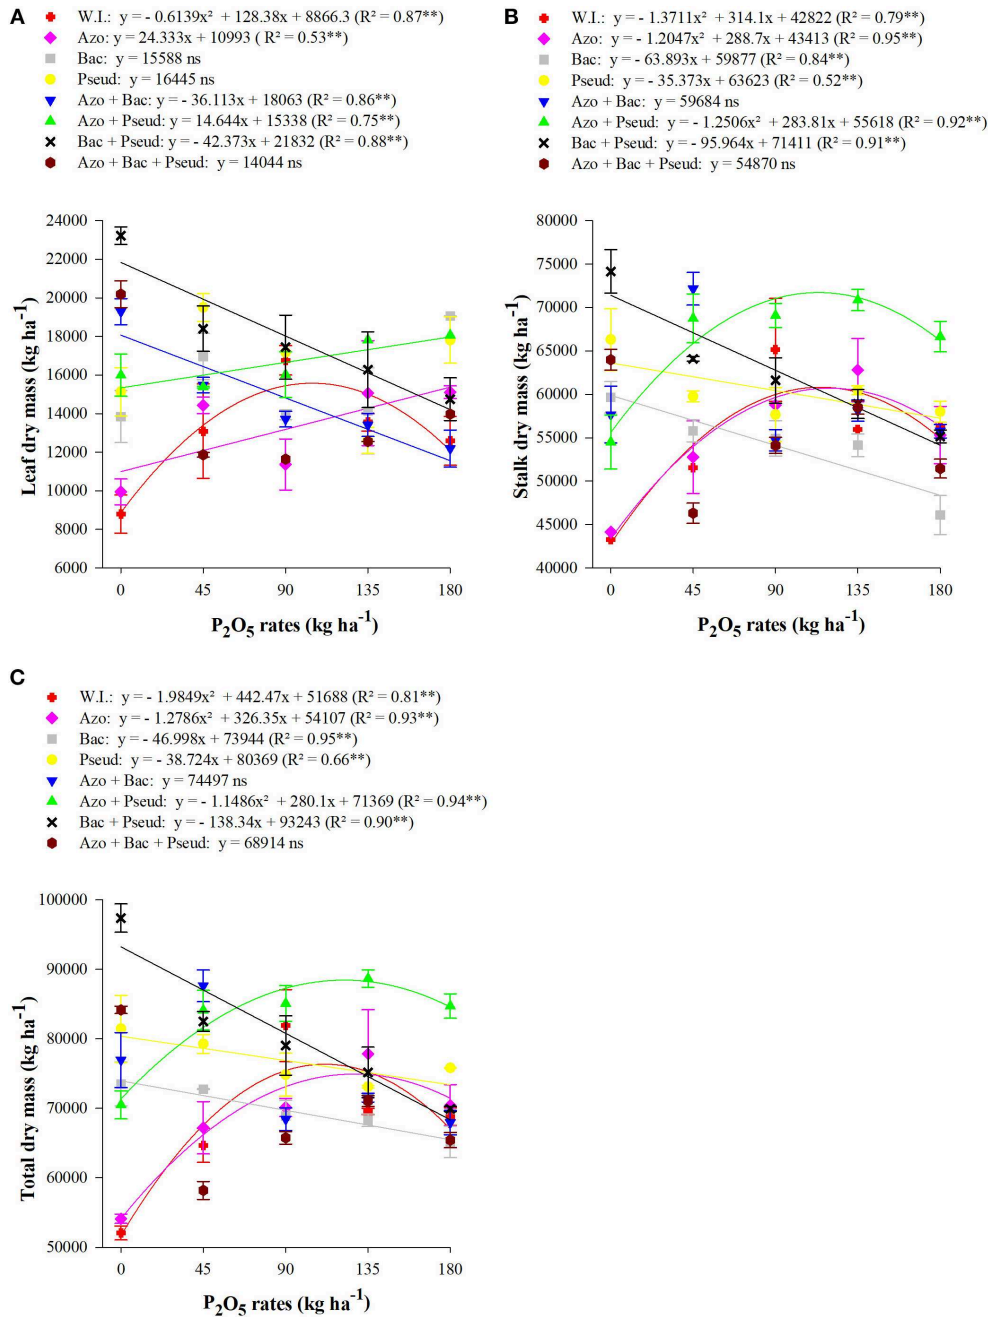 A
W.I.: y = - 0.6139x² + 128.38x + 8866.3 (R² = 0.87**)
Azo: y = 24.333x + 10993 ( R² = 0.53**)
Bac: y = 15588 ns
Pseud: y = 16445 ns
Azo + Bac: y = - 36.113x + 18063 (R² = 0.86**)
Azo + Pseud: y = 14.644x + 15338 (R² = 0.75**)
Bac + Pseud: y = - 42.373x + 21832 (R² = 0.88**)
Azo + Bac + Pseud: y = 14044 ns
Leaf dry mass (kg ha⁻¹)
24000
22000
20000
18000
16000
14000
12000
10000
8000
6000
0 45 90 135 180
P₂O₅ rates (kg ha⁻¹)
B
W.I.: y = - 1.3711x² + 314.1x + 42822 (R² = 0.79**)
Azo: y = - 1.2047x² + 288.7x + 43413 (R² = 0.95**)
Bac: y = - 63.893x + 59877 (R² = 0.84**)
Pseud: y = - 35.373x + 63623 (R² = 0.52**)
Azo + Bac: y = 59684 ns
Azo + Pseud: y = - 1.2506x² + 283.81x + 55618 (R² = 0.92**)
Bac + Pseud: y = - 95.964x + 71411 (R² = 0.91**)
Azo + Bac + Pseud: y = 54870 ns
Stalk dry mass (kg ha⁻¹)
80000
75000
70000
65000
60000
55000
50000
45000
40000
0 45 90 135 180
P₂O₅ rates (kg ha⁻¹)
C
W.I.: y = - 1.9849x² + 442.47x + 51688 (R² = 0.81**)
Azo: y = - 1.2786x² + 326.35x + 54107 (R² = 0.93**)
Bac: y = - 46.998x + 73944 (R² = 0.95**)
Pseud: y = - 38.724x + 80369 (R² = 0.66**)
Azo + Bac: y = 74497 ns
Azo + Pseud: y = - 1.1486x² + 280.1x + 71369 (R² = 0.94**)
Bac + Pseud: y = - 138.34x + 93243 (R² = 0.90**)
Azo + Bac + Pseud: y = 68914 ns
Total dry mass (kg ha⁻¹)
100000
90000
80000
70000
60000
50000
0 45 90 135 180
P₂O₅ rates (kg ha⁻¹)